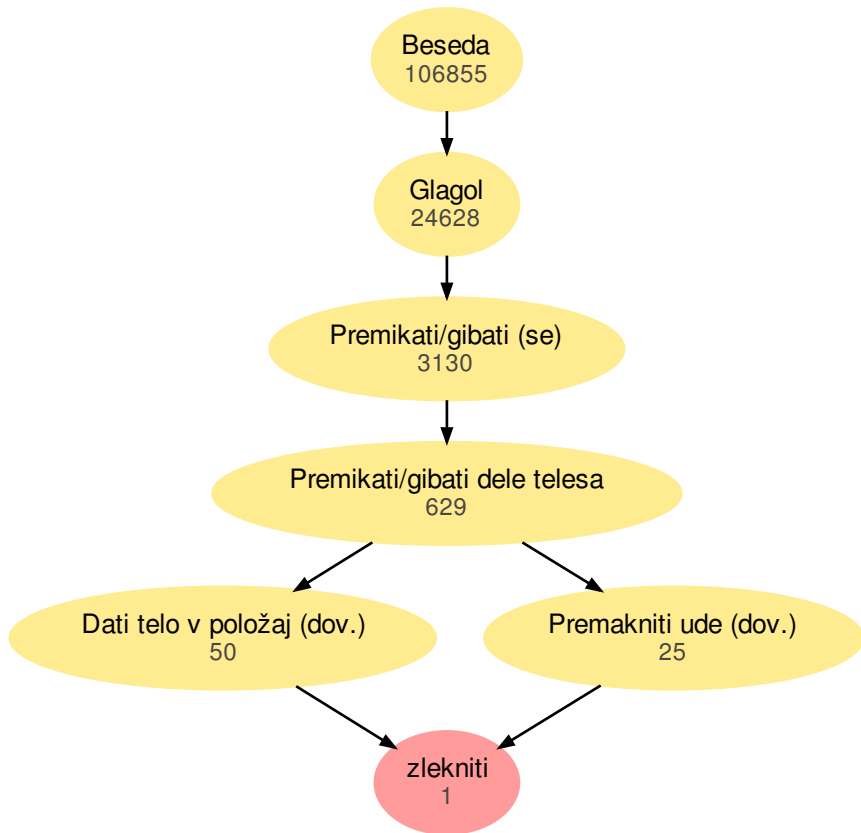 Beseda
106855
Glagol
24628
Premikati/gibati (se)
3130
Premikati/gibati dele telesa
629
Dati telo v položaj (dov.)
50
Premakniti ude (dov.)
25
zlekniti
1